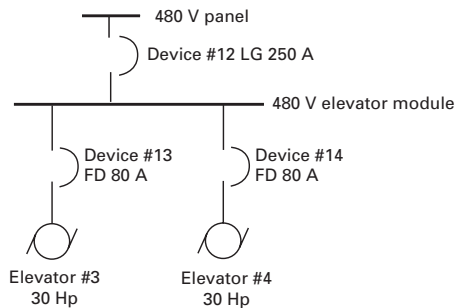 480 V panel
Device #12 LG 250 A
480 V elevator module
Device #13
FD 80 A
Device #14
FD 80 A
Elevator #3
30 Hp
Elevator #4
30 Hp